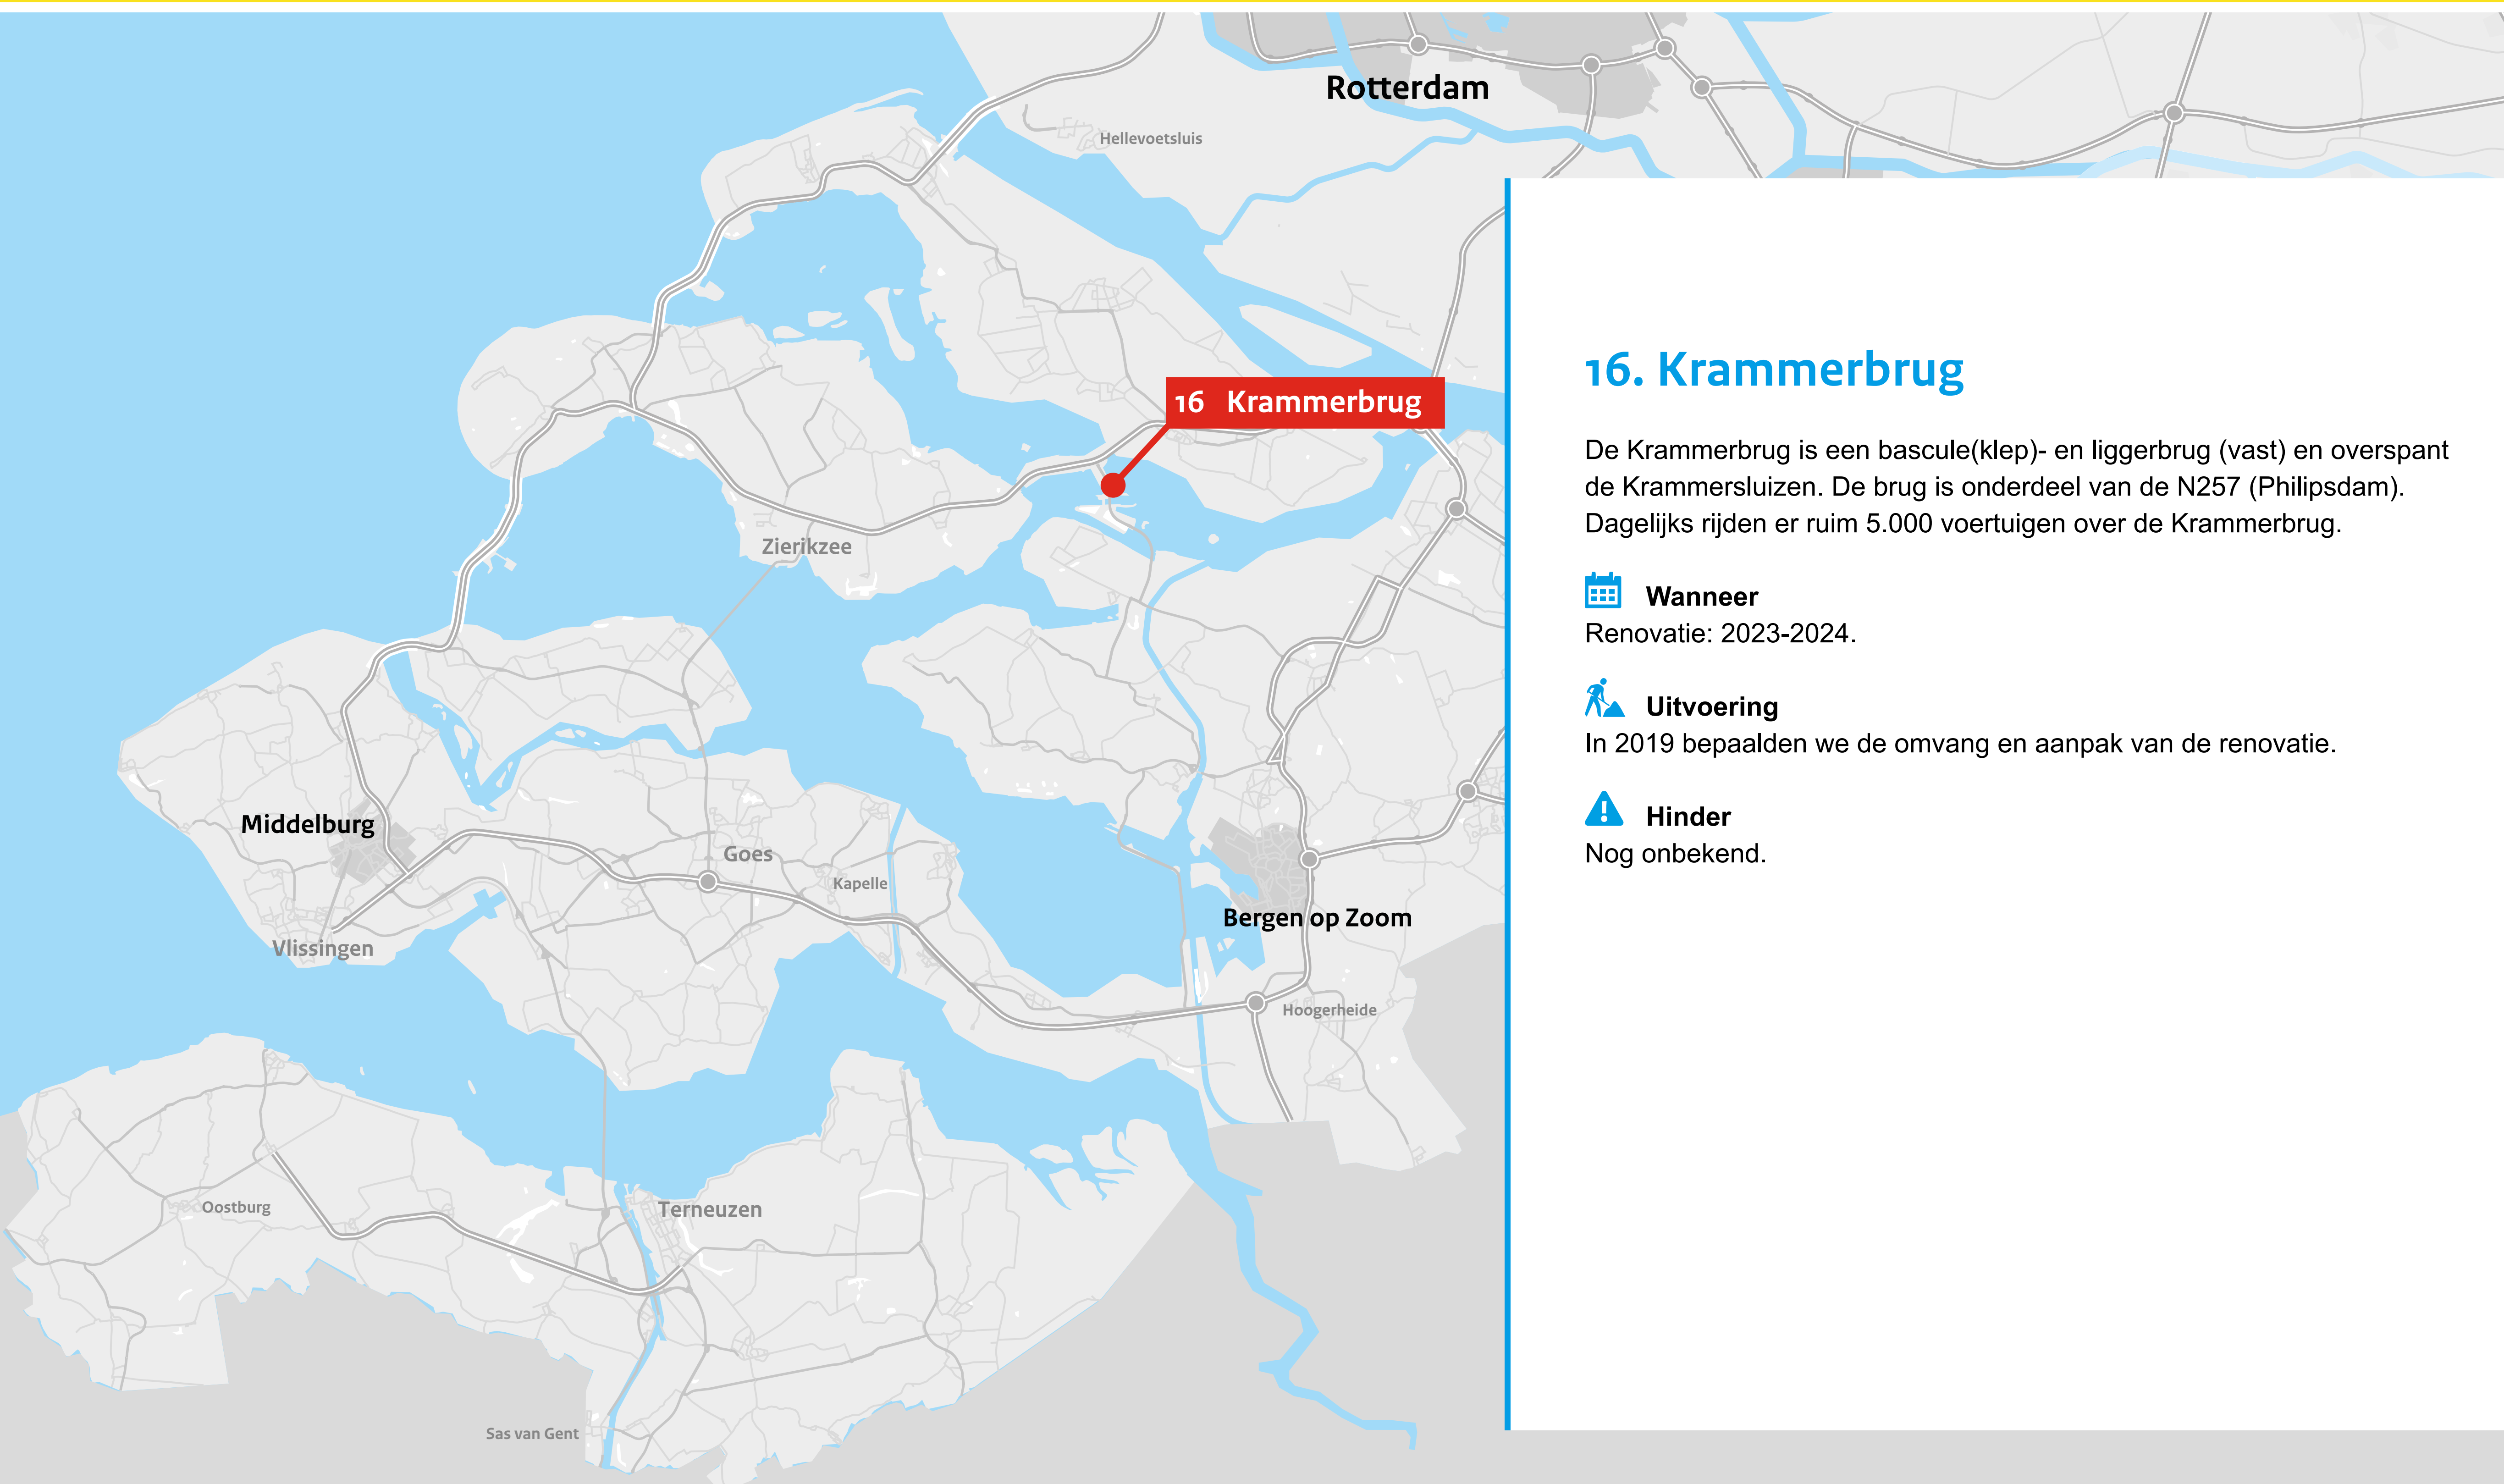 Rotterdam
Hellevoetsluis
16 Krammerbrug
Zierikzee
Middelburg
Goes
Kapelle
Bergen op Zoom
Vlissingen
Hoogerheide
Oostburg
Terneuzen
Sas van Gent
16. Krammerbrug
De Krammerbrug is een bascule(klep)- en liggerbrug (vast) en overspant
de Krammersluizen. De brug is onderdeel van de N257 (Philipsdam).
Dagelijks rijden er ruim 5.000 voertuigen over de Krammerbrug.
Wanneer
Renovatie: 2023-2024.
Uitvoering
In 2019 bepaalden we de omvang en aanpak van de renovatie.
Hinder
Nog onbekend.